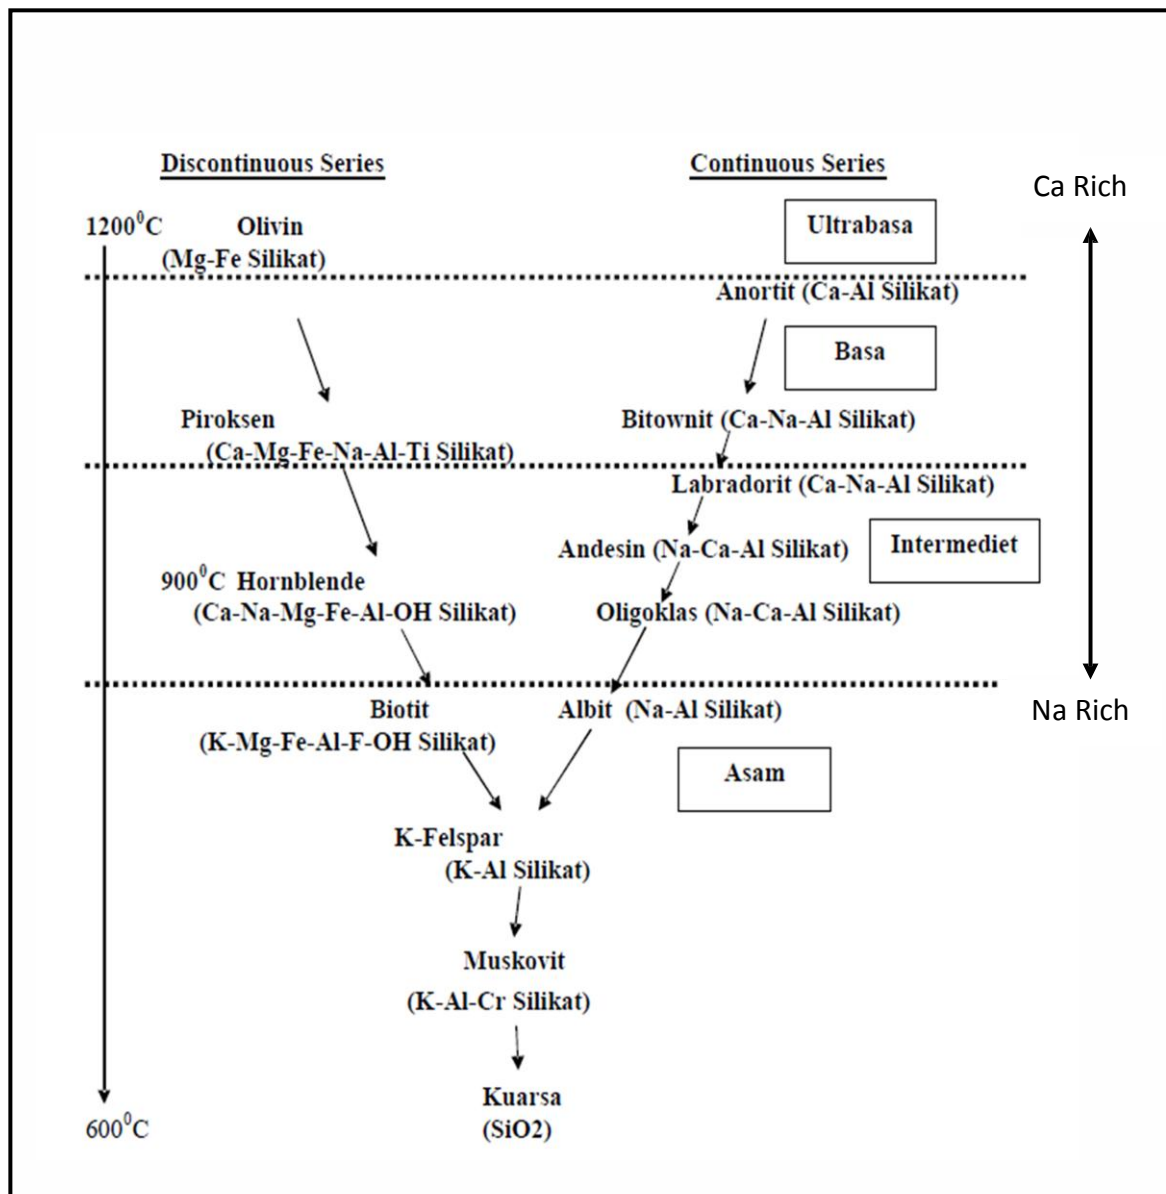 Discontinuous Series
Continuous Series
Ca Rich
1200⁰C
Olivin
(Mg-Fe Silikat)
Ultrabasa
Anortit (Ca-Al Silikat)
Basa
Piroksen
(Ca-Mg-Fe-Na-Al-Ti Silikat)
Bitownit (Ca-Na-Al Silikat)
Labradorit (Ca-Na-Al Silikat)
Andesin (Na-Ca-Al Silikat)
Intermediet
900⁰C Hornblende
(Ca-Na-Mg-Fe-Al-OH Silikat)
Oligoklas (Na-Ca-Al Silikat)
Biotit
(K-Mg-Fe-Al-F-OH Silikat)
Albit (Na-Al Silikat)
Na Rich
Asam
K-Felspar
(K-Al Silikat)
Muskovit
(K-Al-Cr Silikat)
Kuarsa
(SiO2)
600⁰C